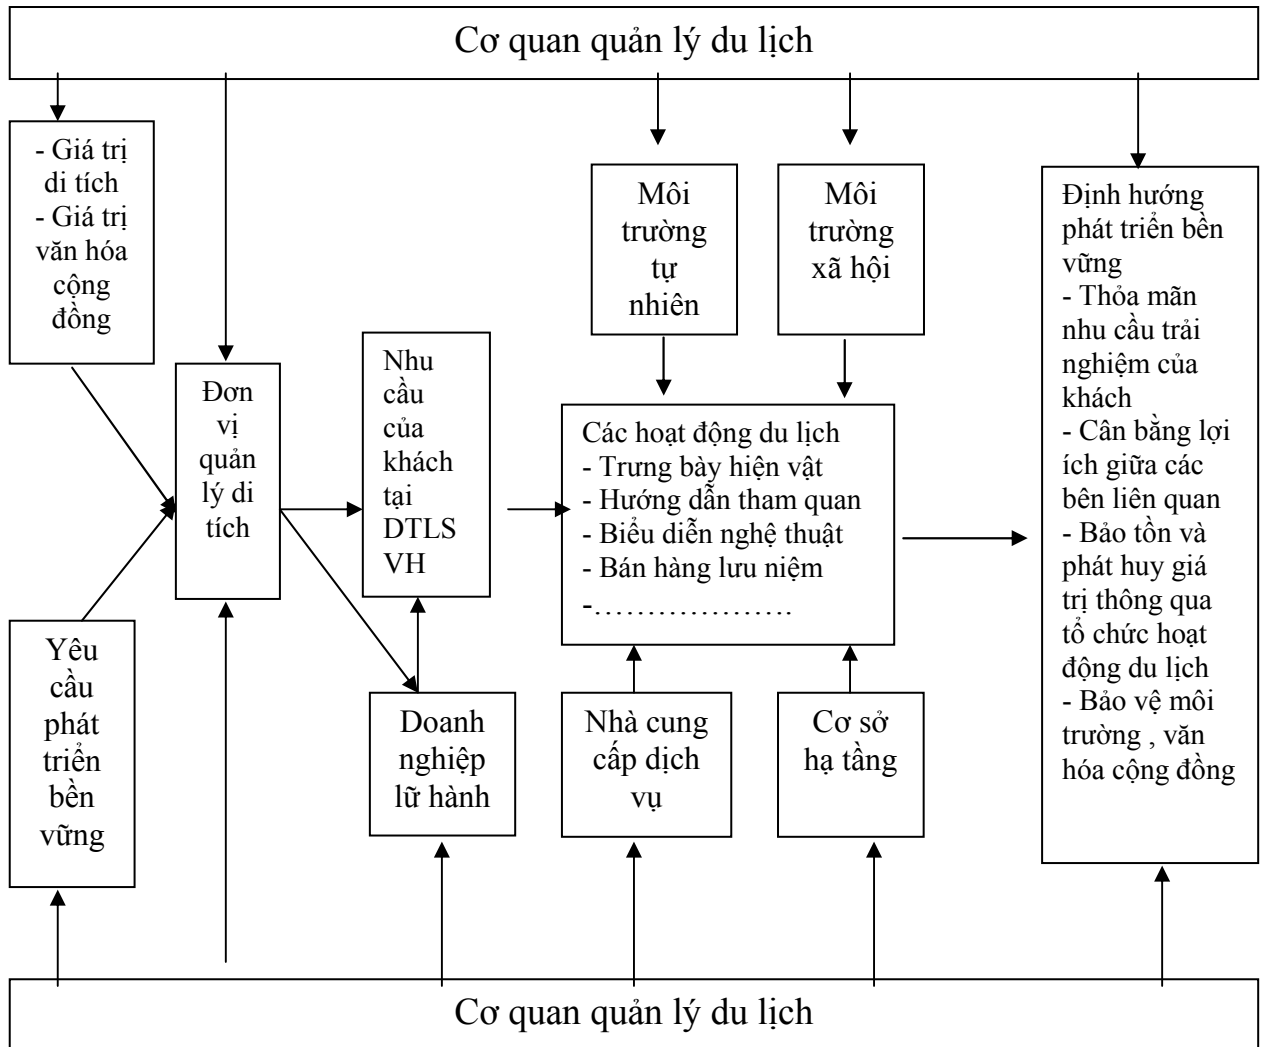 Cơ quan quản lý du lịch
- Giá trị
di tích
- Giá trị
văn hóa
cộng
đồng
Môi
trường
tự
nhiên
Môi
trường
xã hội
Định hướng
phát triển bền
vững
- Thỏa mãn
nhu cầu trải
nghiệm của
khách
- Cân bằng lợi
ích giữa các
bên liên quan
- Bảo tồn và
phát huy giá
trị thông qua
tổ chức hoạt
động du lịch
- Bảo vệ môi
trường , văn
hóa cộng đồng
Đơn
vị
quản
lý di
tích
Nhu
cầu
của
khách
tại
DTLS
VH
Các hoạt động du lịch
- Trưng bày hiện vật
- Hướng dẫn tham quan
- Biểu diễn nghệ thuật
- Bán hàng lưu niệm
-……………….
Yêu
cầu
phát
triển
bền
vững
Doanh
nghiệp
lữ hành
Nhà cung
cấp dịch
vụ
Cơ sở
hạ tầng
Cơ quan quản lý du lịch